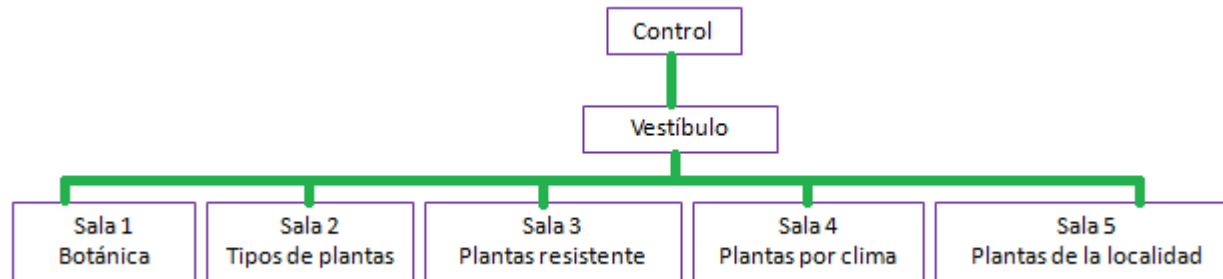 Control
Vestíbulo
Sala 1
Botánica
Sala 2
Tipos de plantas
Sala 3
Plantas resistente
Sala 4
Plantas por clima
Sala 5
Plantas de la localidad